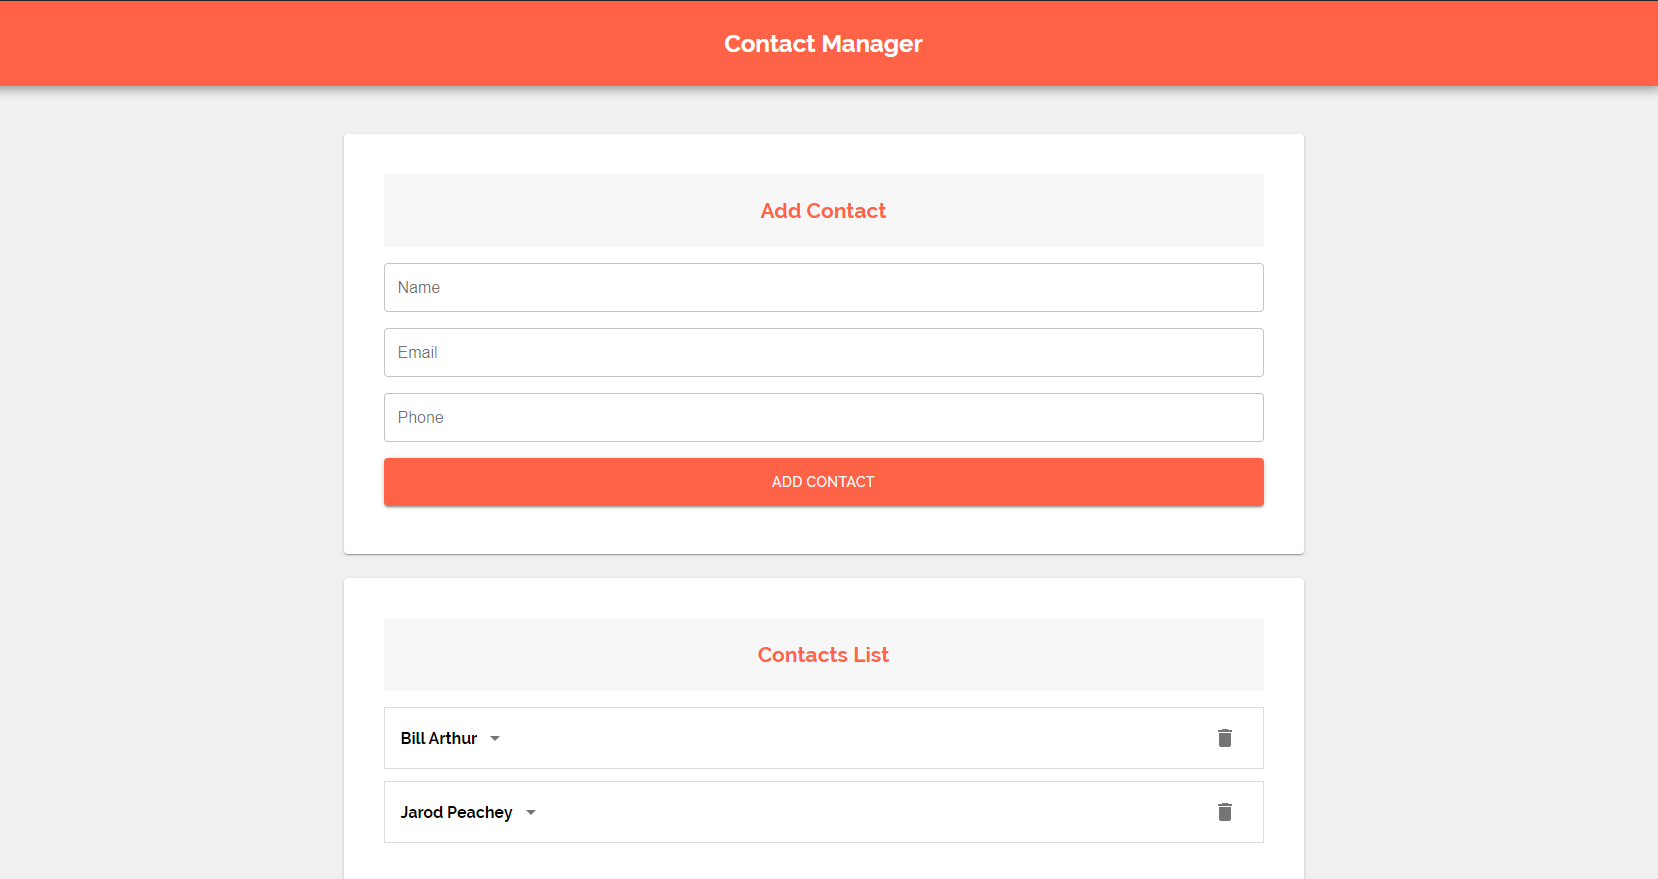 Contact Manager
Add Contact
Name
Email
Phone
ADD CONTACT
Contacts List
Bill Arthur
Jarod Peachey